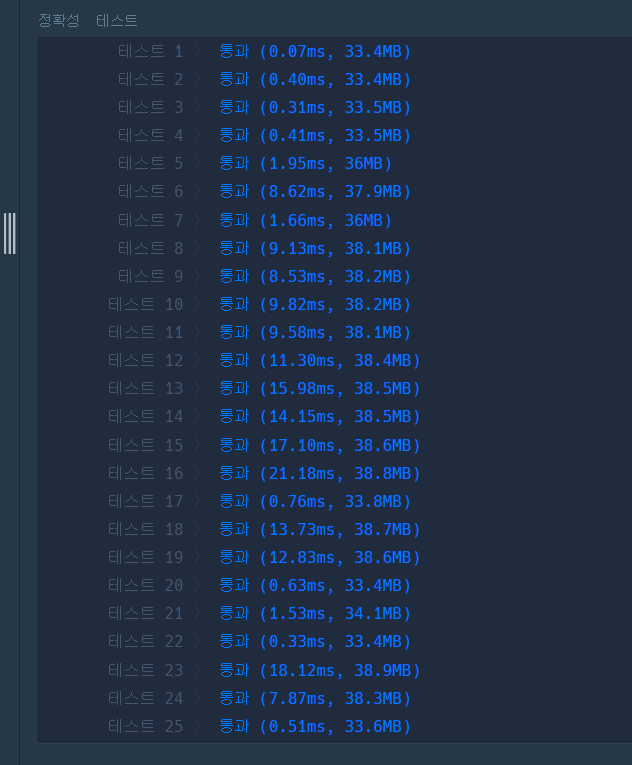 정확성 테스트
테스트 1 〉 통과 (0.07ms, 33.4MB)
테스트 2 〉 통과 (0.40ms, 33.4MB)
테스트 3 〉 통과 (0.31ms, 33.5MB)
테스트 4 〉 통과 (0.41ms, 33.5MB)
테스트 5 〉 통과 (1.95ms, 36MB)
테스트 6 〉 통과 (8.62ms, 37.9MB)
테스트 7 〉 통과 (1.66ms, 36MB)
테스트 8 〉 통과 (9.13ms, 38.1MB)
테스트 9 〉 통과 (8.53ms, 38.2MB)
테스트 10 〉 통과 (9.82ms, 38.2MB)
테스트 11 〉 통과 (9.58ms, 38.1MB)
테스트 12 〉 통과 (11.30ms, 38.4MB)
테스트 13 〉 통과 (15.98ms, 38.5MB)
테스트 14 〉 통과 (14.15ms, 38.5MB)
테스트 15 〉 통과 (17.10ms, 38.6MB)
테스트 16 〉 통과 (21.18ms, 38.8MB)
테스트 17 〉 통과 (0.76ms, 33.8MB)
테스트 18 〉 통과 (13.73ms, 38.7MB)
테스트 19 〉 통과 (12.83ms, 38.6MB)
테스트 20 〉 통과 (0.63ms, 33.4MB)
테스트 21 〉 통과 (1.53ms, 34.1MB)
테스트 22 〉 통과 (0.33ms, 33.4MB)
테스트 23 〉 통과 (18.12ms, 38.9MB)
테스트 24 〉 통과 (7.87ms, 38.3MB)
테스트 25 〉 통과 (0.51ms, 33.6MB)